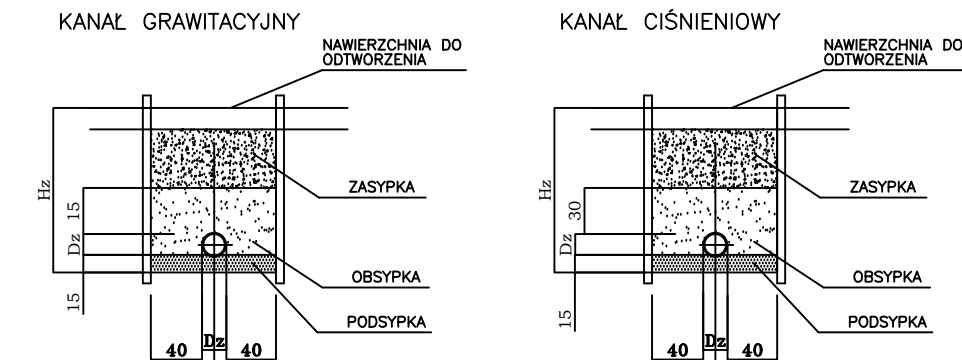 KANAŁ GRAWITACYJNY
NAWIERZCHNIA DO
ODTWORZENIA
Hz
15
Dz
15
ZASYPKA
OBSYPKA
PODSYPKA
40
Dz
40
KANAŁ CIŚNIENIOWY
NAWIERZCHNIA DO
ODTWORZENIA
Hz
30
Dz
15
ZASYPKA
OBSYPKA
PODSYPKA
40
Dz
40